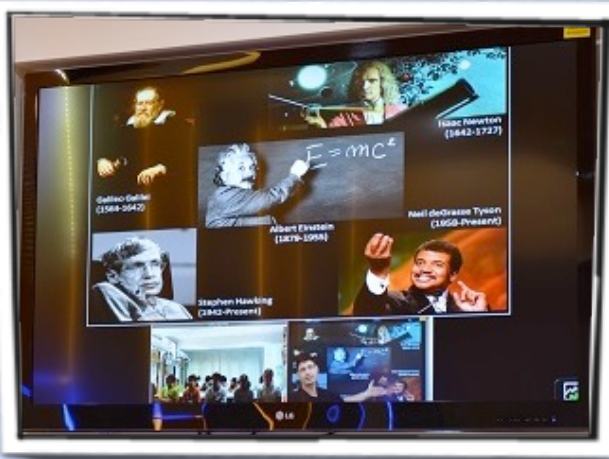 Isaac Newton
(1642-1727)
E = mc²
Galileo Galilei
(1564-1642)
Neil deGrasse Tyson
(1958-Present)
Albert Einstein
(1879-1955)
Stephen Hawking
(1942-Present)
LG